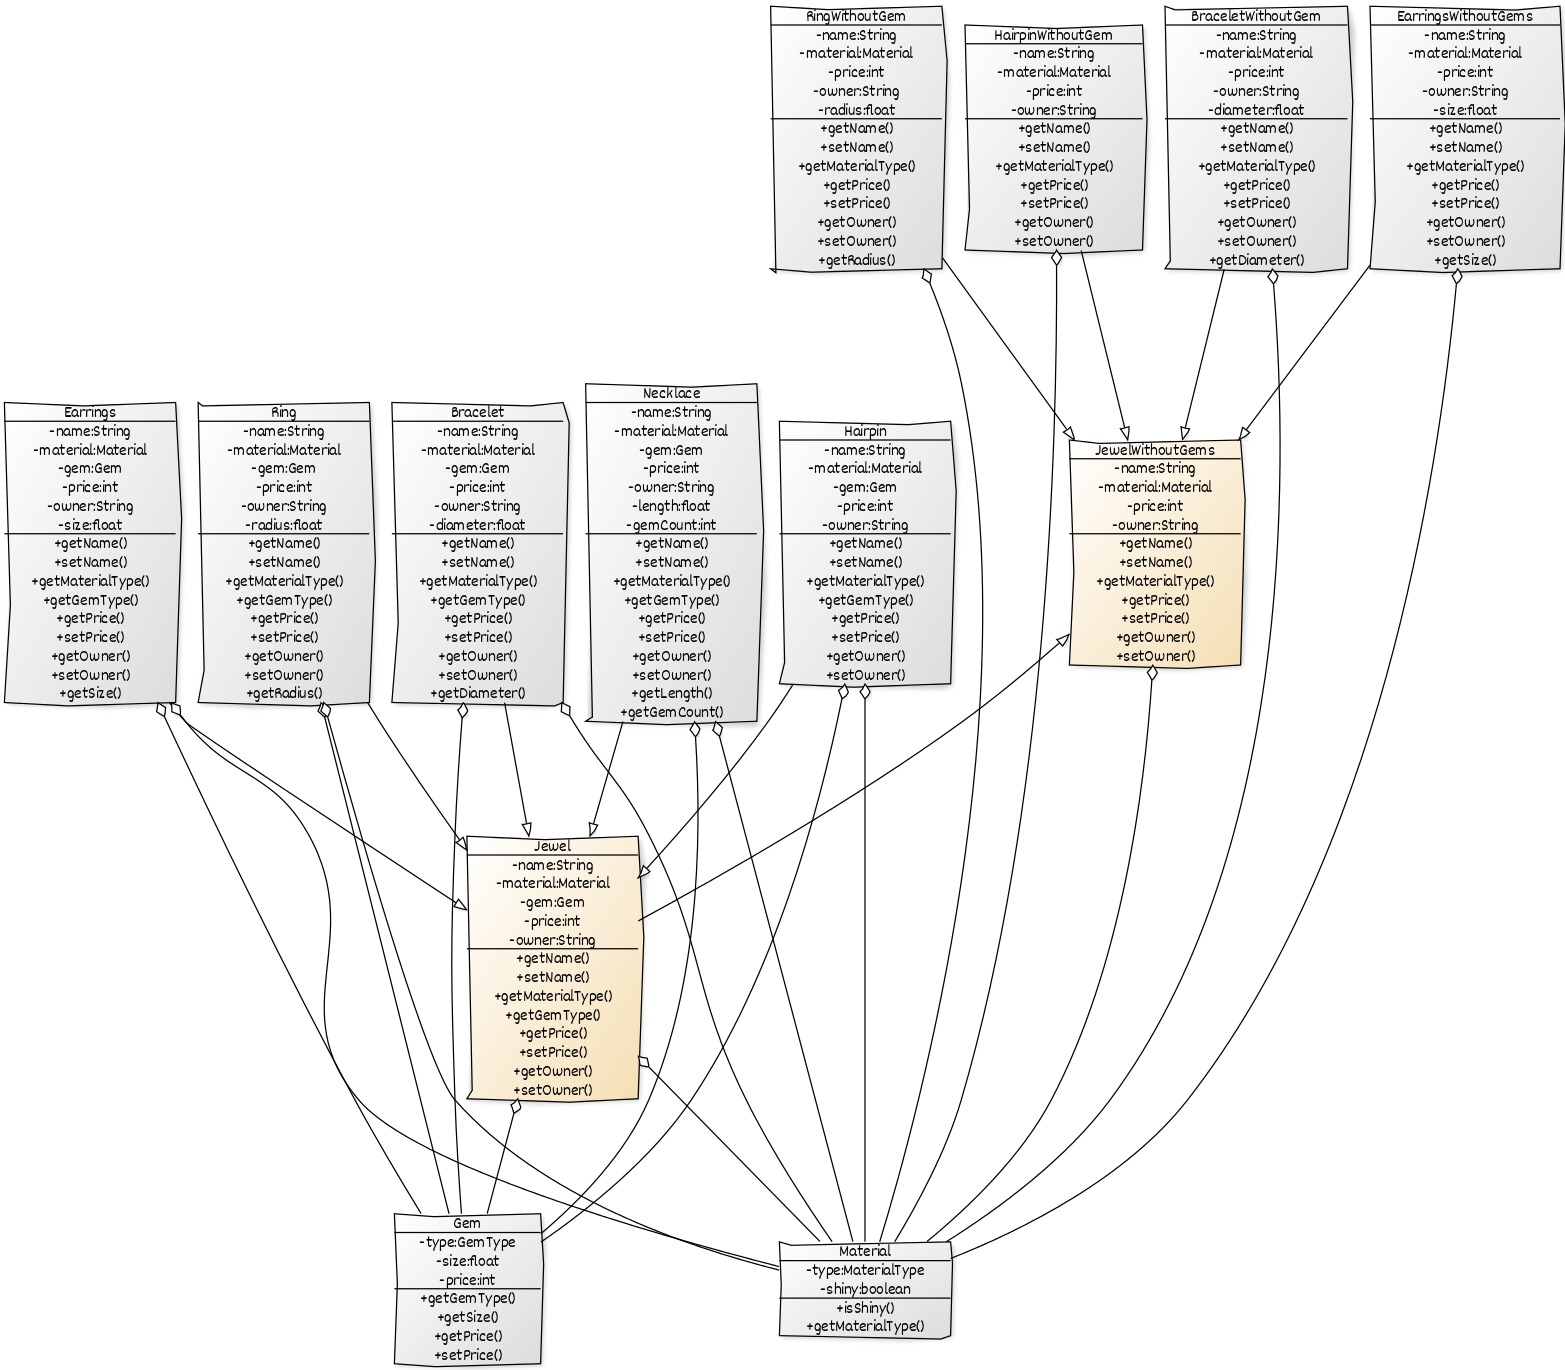 RingWithoutGem
-name:String
-material:Material
-price:int
-owner:String
-radius:float
+getName()
+setName()
+getMaterialType()
+getPrice()
+setPrice()
+getOwner()
+setOwner()
+getRadius()
HairpinWithoutGem
-name:String
-material:Material
-price:int
-owner:String
+getName()
+setName()
+getMaterialType()
+getPrice()
+setPrice()
+getOwner()
+setOwner()
BraceletWithoutGem
-name:String
-material:Material
-price:int
-owner:String
-diameter:float
+getName()
+setName()
+getMaterialType()
+getPrice()
+setPrice()
+getOwner()
+setOwner()
+getDiameter()
EarringsWithoutGems
-name:String
-material:Material
-price:int
-owner:String
-size:float
+getName()
+setName()
+getMaterialType()
+getPrice()
+setPrice()
+getOwner()
+setOwner()
+getSize()
Earrings
-name:String
-material:Material
-gem:Gem
-price:int
-owner:String
-size:float
+getName()
+setName()
+getMaterialType()
+getGemType()
+getPrice()
+setPrice()
+getOwner()
+setOwner()
+getSize()
Ring
-name:String
-material:Material
-gem:Gem
-price:int
-owner:String
-radius:float
+getName()
+setName()
+getMaterialType()
+getGemType()
+getPrice()
+setPrice()
+getOwner()
+setOwner()
+getRadius()
Bracelet
-name:String
-material:Material
-gem:Gem
-price:int
-owner:String
-diameter:float
+getName()
+setName()
+getMaterialType()
+getGemType()
+getPrice()
+setPrice()
+getOwner()
+setOwner()
+getDiameter()
Necklace
-name:String
-material:Material
-gem:Gem
-price:int
-owner:String
-length:float
-gemCount:int
+getName()
+setName()
+getMaterialType()
+getGemType()
+getPrice()
+setPrice()
+getOwner()
+setOwner()
+getLength()
+getGemCount()
Hairpin
-name:String
-material:Material
-gem:Gem
-price:int
-owner:String
+getName()
+setName()
+getMaterialType()
+getGemType()
+getPrice()
+setPrice()
+getOwner()
+setOwner()
JewelWithoutGems
-name:String
-material:Material
-price:int
-owner:String
+getName()
+setName()
+getMaterialType()
+getPrice()
+setPrice()
+getOwner()
+setOwner()
Jewel
-name:String
-material:Material
-gem:Gem
-price:int
-owner:String
+getName()
+setName()
+getMaterialType()
+getGemType()
+getPrice()
+setPrice()
+getOwner()
+setOwner()
Gem
-type:GemType
-size:float
-price:int
+getGemType()
+getSize()
+getPrice()
+setPrice()
Material
-type:MaterialType
-shiny:boolean
+isShiny()
+getMaterialType()